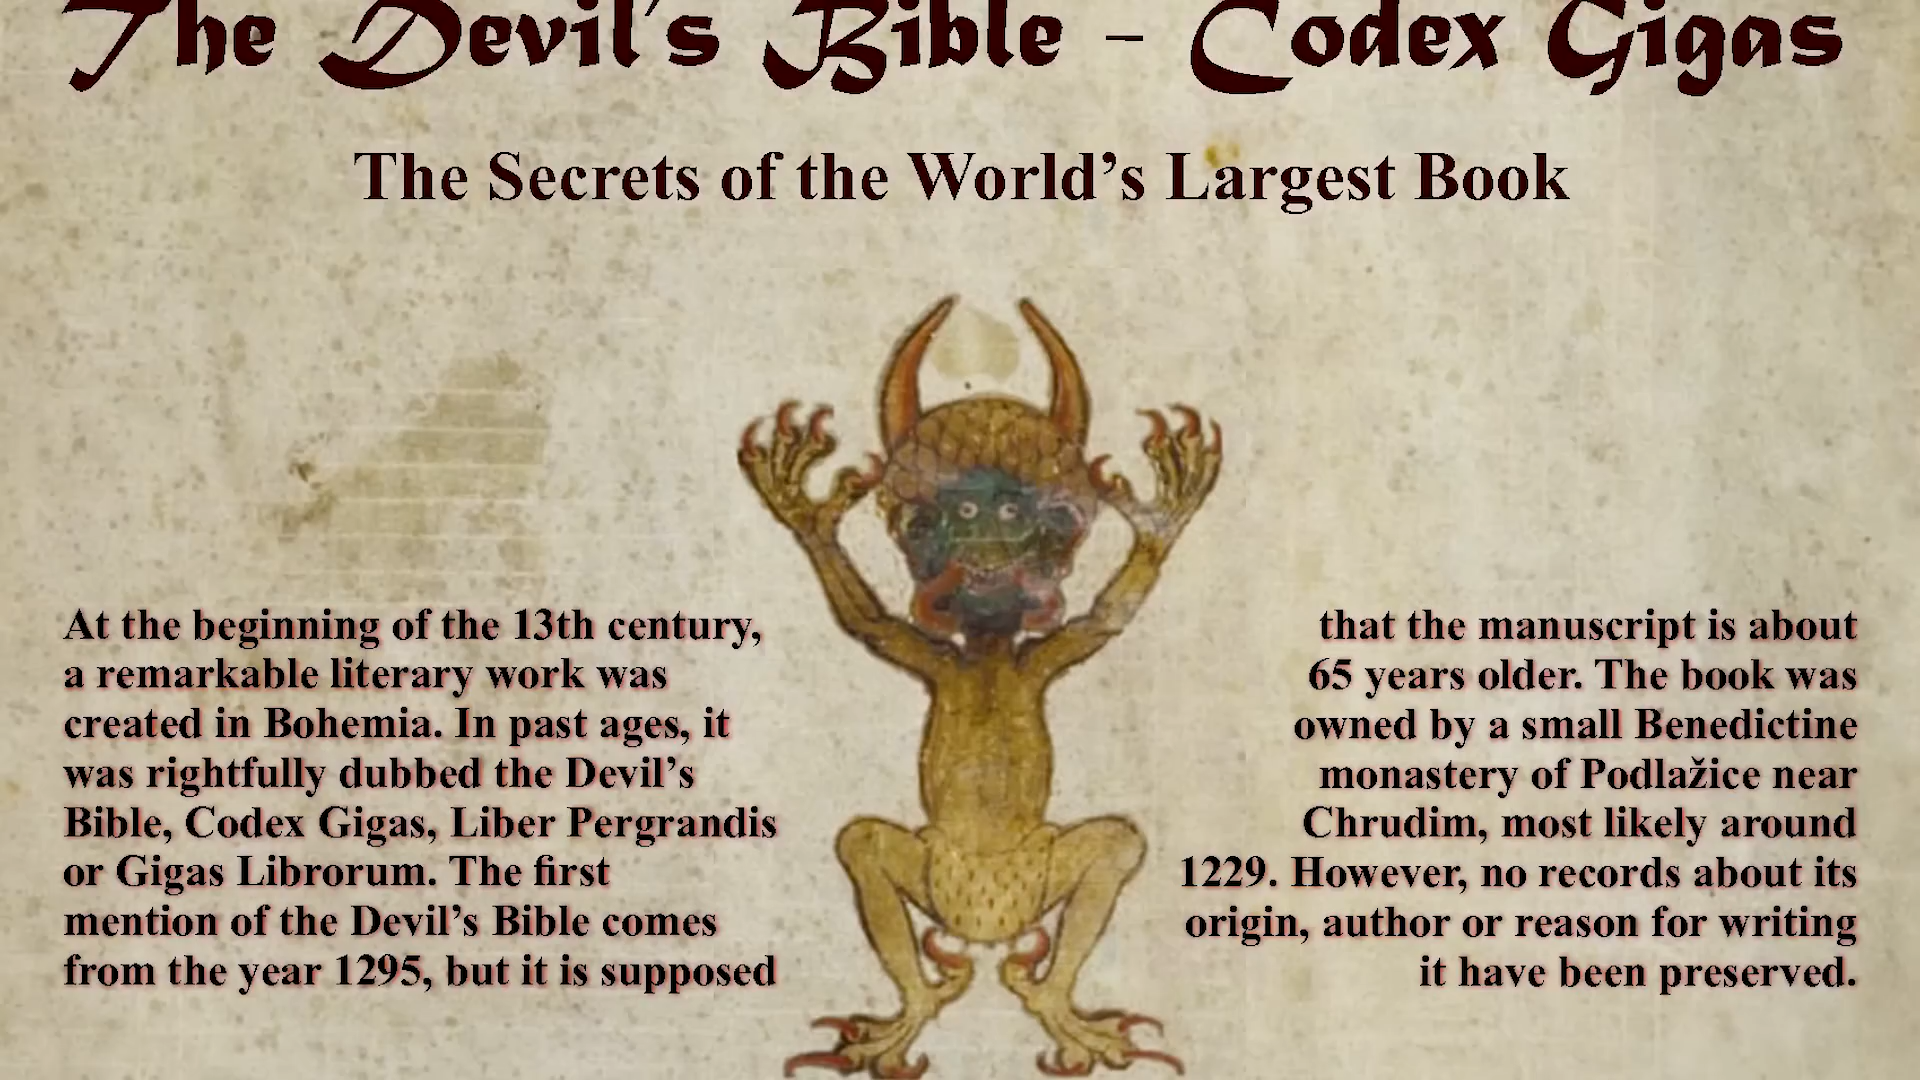 The Devil's Bible – Codex Gigas
The Secrets of the World’s Largest Book
At the beginning of the 13th century,
a remarkable literary work was
created in Bohemia. In past ages, it
was rightfully dubbed the Devil’s
Bible, Codex Gigas, Liber Pergrandis
or Gigas Librorum. The first
mention of the Devil’s Bible comes
from the year 1295, but it is supposed
that the manuscript is about
65 years older. The book was
owned by a small Benedictine
monastery of Podlažice near
Chrudim, most likely around
1229. However, no records about its
origin, author or reason for writing
it have been preserved.